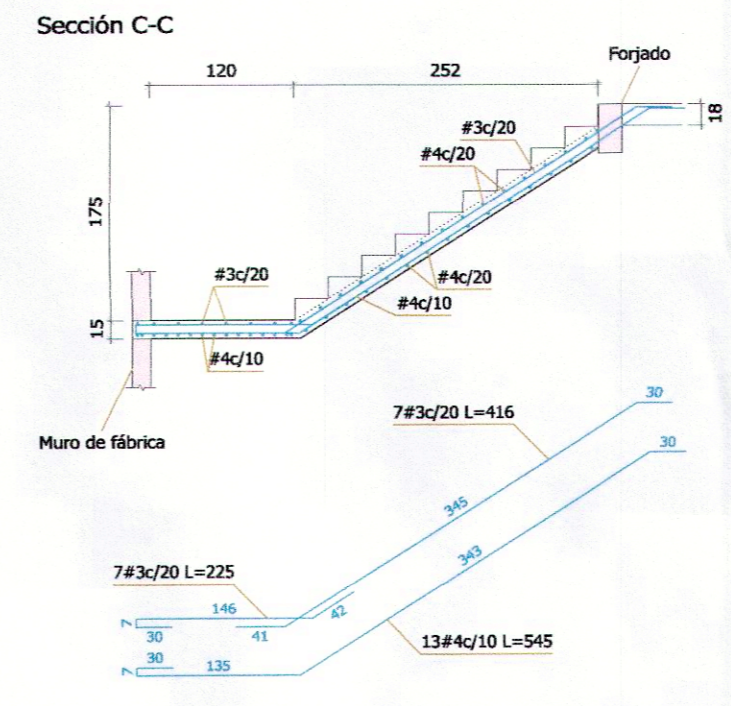 Sección C-C
120
252
Forjado
18
#3c/20
#4c/20
175
#3c/20
#4c/20
#4c/10
15
#4c/10
Muro de fábrica
7#3c/20 L=416
30
30
345
343
7#3c/20 L=225
146
42
7
30
41
30
7
135
13#4c/10 L=545